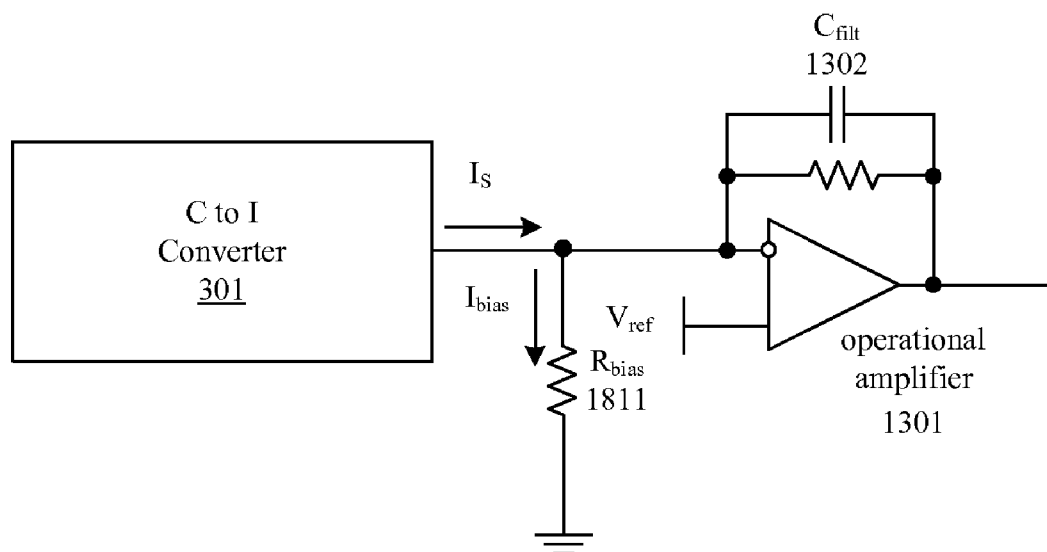 C_filt
1302
C to I
Converter
301
I_S
I_bias
V_ref
R_bias
1811
operational
amplifier
1301